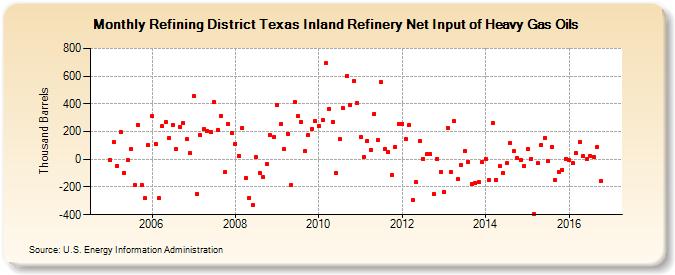 Monthly Refining District Texas Inland Refinery Net Input of Heavy Gas Oils
Thousand Barrels
800
600
400
200
0
-200
-400
2006 2008 2010 2012 2014 2016
Source: U.S. Energy Information Administration